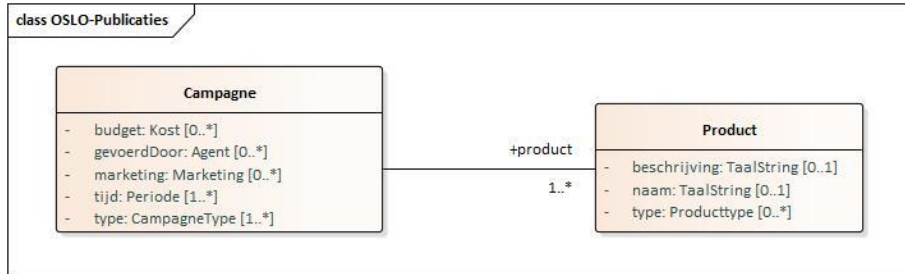 class OSLO-Publicaties
Campagne
- budget: Kost [0..*]
- gevoerdDoor: Agent [0..*]
- marketing: Marketing [0..*]
- tijd: Periode [1..*]
- type: CampagneType [1..*]
+product
1..*
Product
- beschrijving: TaalString [0..1]
- naam: TaalString [0..1]
- type: Producttype [0..*]